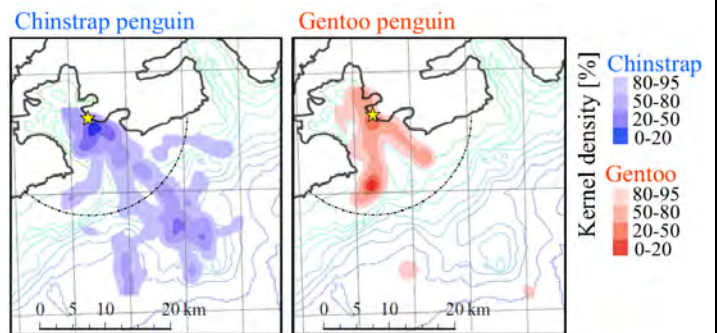 Chinstrap penguin
Gentoo penguin
0 5 10 20 km
0 5 10 20 km
Kernel density [%]
Chinstrap
80-95
50-80
20-50
0-20
Gentoo
80-95
50-80
20-50
0-20